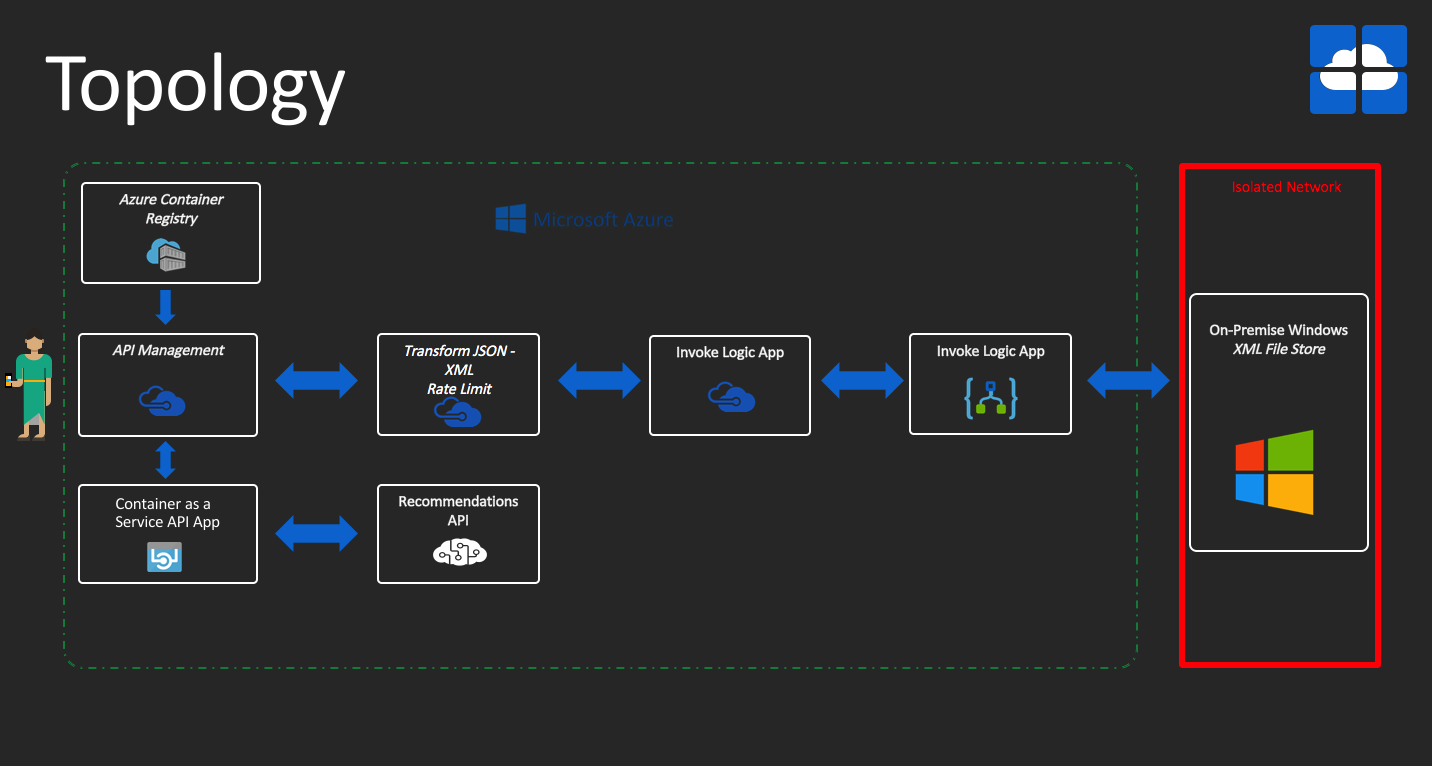 Topology
Isolated Network
Azure Container
Registry
Microsoft Azure
API Management
Transform JSON -
XML
Rate Limit
Invoke Logic App
Invoke Logic App
On-Premise Windows
XML File Store
Container as a
Service API App
Recommendations
API